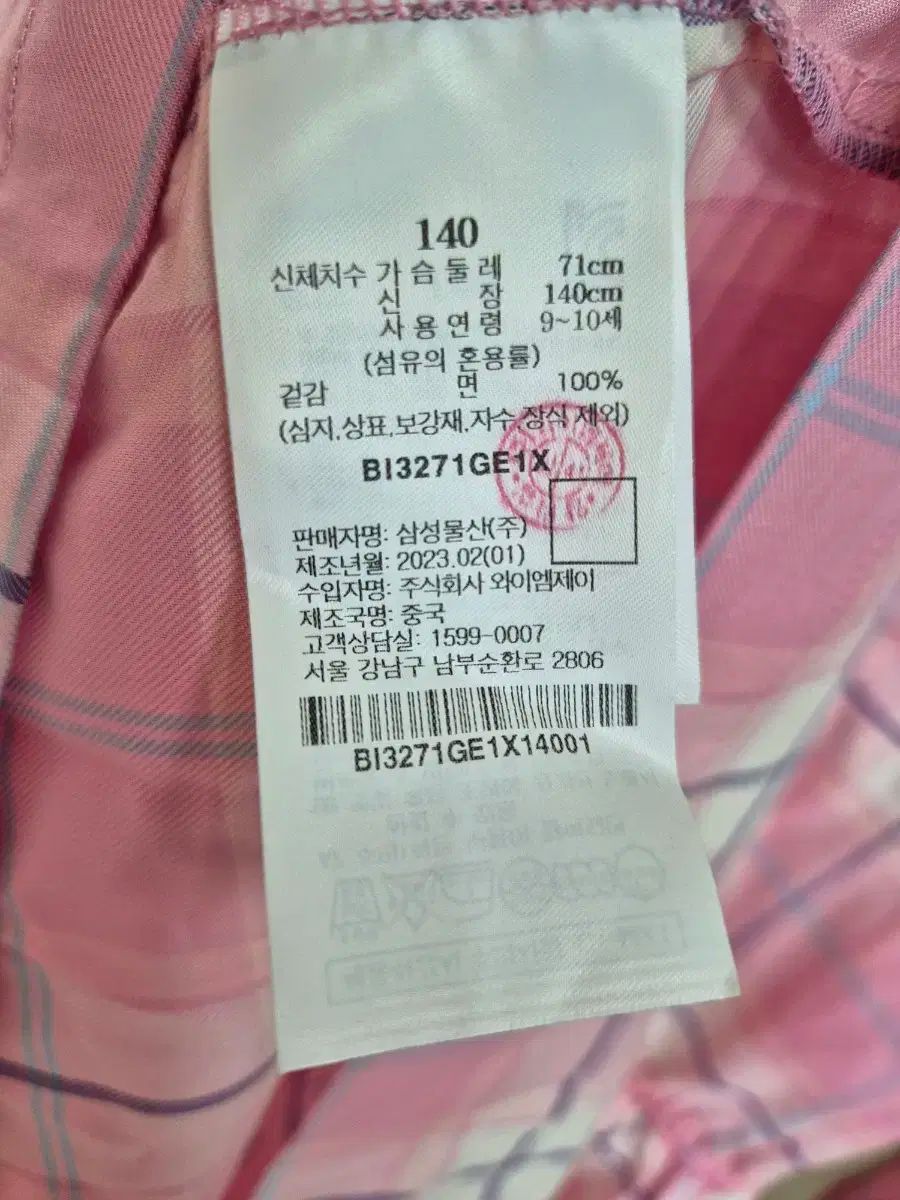 140
신체치수 가 슴 둘 레 71cm
신 장 140cm
사 용 연 령 9~10세
(섬유의 혼용률)
겉감 면 100%
(심지,상표,보강재,자수,장식 제외)
BI3271GE1X
판매자명: 삼성물산(주)
제조년월: 2023.02(01)
수입자명: 주식회사 와이엠제이
제조국명: 중국
고객상담실: 1599-0007
서울 강남구 남부순환로 2806
BI3271GE1X14001